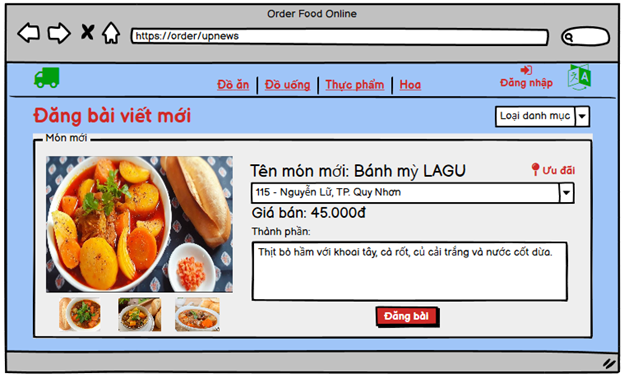 Order Food Online
https://order/upnews
Đồ ăn Đồ uống Thực phẩm Hoa
Đăng nhập
Đăng bài viết mới
Loại danh mục
Món mới
Tên món mới: Bánh mỳ LAGU
Ưu đãi
115 - Nguyễn Lữ, TP. Quy Nhơn
Giá bán: 45.000đ
Thành phần:
Thịt bò hầm với khoai tây, cà rốt, củ cải trắng và nước cốt dừa.
Đăng bài